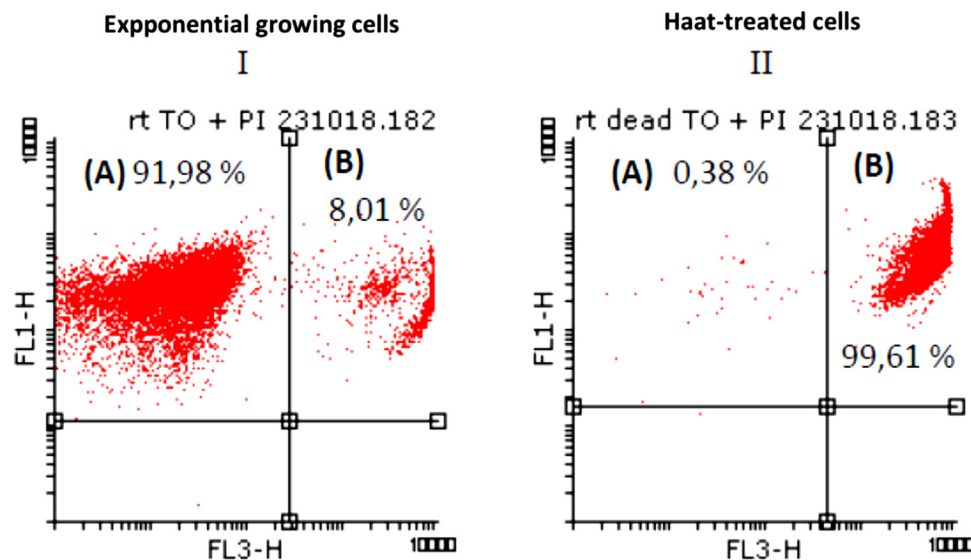 Expponential growing cells
I
rt TO + PI 231018.182
(A) 91,98 %
(B)
8,01 %
FL1-H
FL3-H
Haat-treated cells
II
rt dead TO + PI 231018.183
(A) 0,38 %
(B)
99,61 %
FL1-H
FL3-H